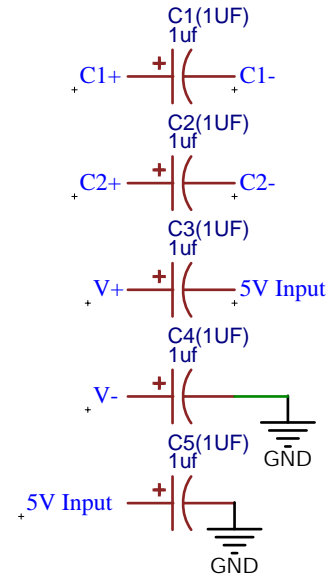 C1(1UF)
1uf
C1+ + C1-
C2(1UF)
1uf
C2+ + C2-
C3(1UF)
1uf
V+ + 5V Input
C4(1UF)
1uf
V- +
GND
C5(1UF)
1uf
5V Input +
GND